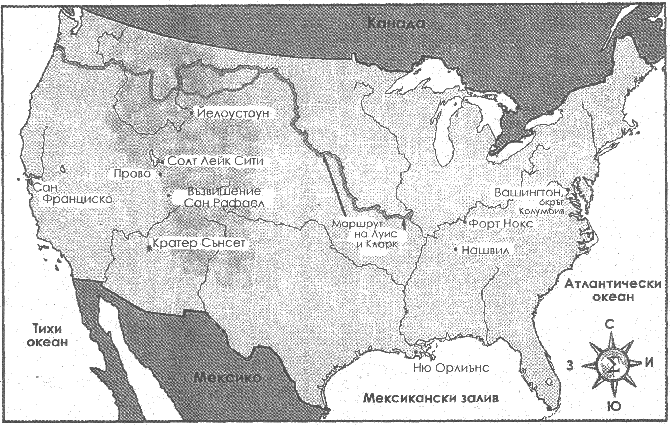 Канада
Йелоустоун
Солт Лейк Сити
Прово
Възвишение
Сан Рафаел
Сан
Франциско
Вашингтон,
окръг
Колумбия
Маршрут
на Луис
и Кларк
Форт Нокс
Нашвил
Кратер Сънсет
Атлантически
океан
Тихи
океан
С
З
И
Ю
Σ
Ню Орлиънс
Мексико
Мексикански залив